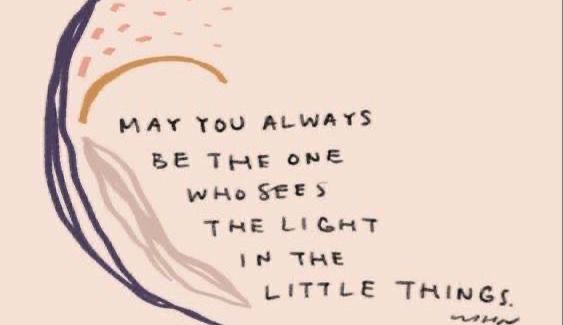 MAY YOU ALWAYS
BE THE ONE
WHO SEES
THE LIGHT
IN THE
LITTLE THINGS.